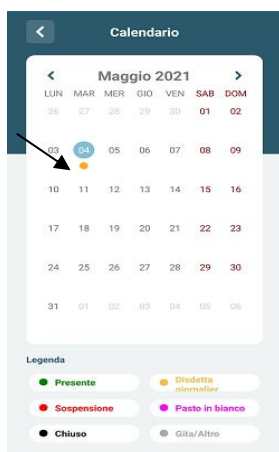 Calendario
Maggio 2021
LUN MAR MER GIO VEN SAB DOM
26 27 28 29 30 01 02
03 04 05 06 07 08 09
10 11 12 13 14 15 16
17 18 19 20 21 22 23
24 25 26 27 28 29 30
31 01 02 03 04 05 06
Legenda
Presente
Disdetta
giornalier
Sospensione
Pasto in bianco
Chiuso
Gita/Altro